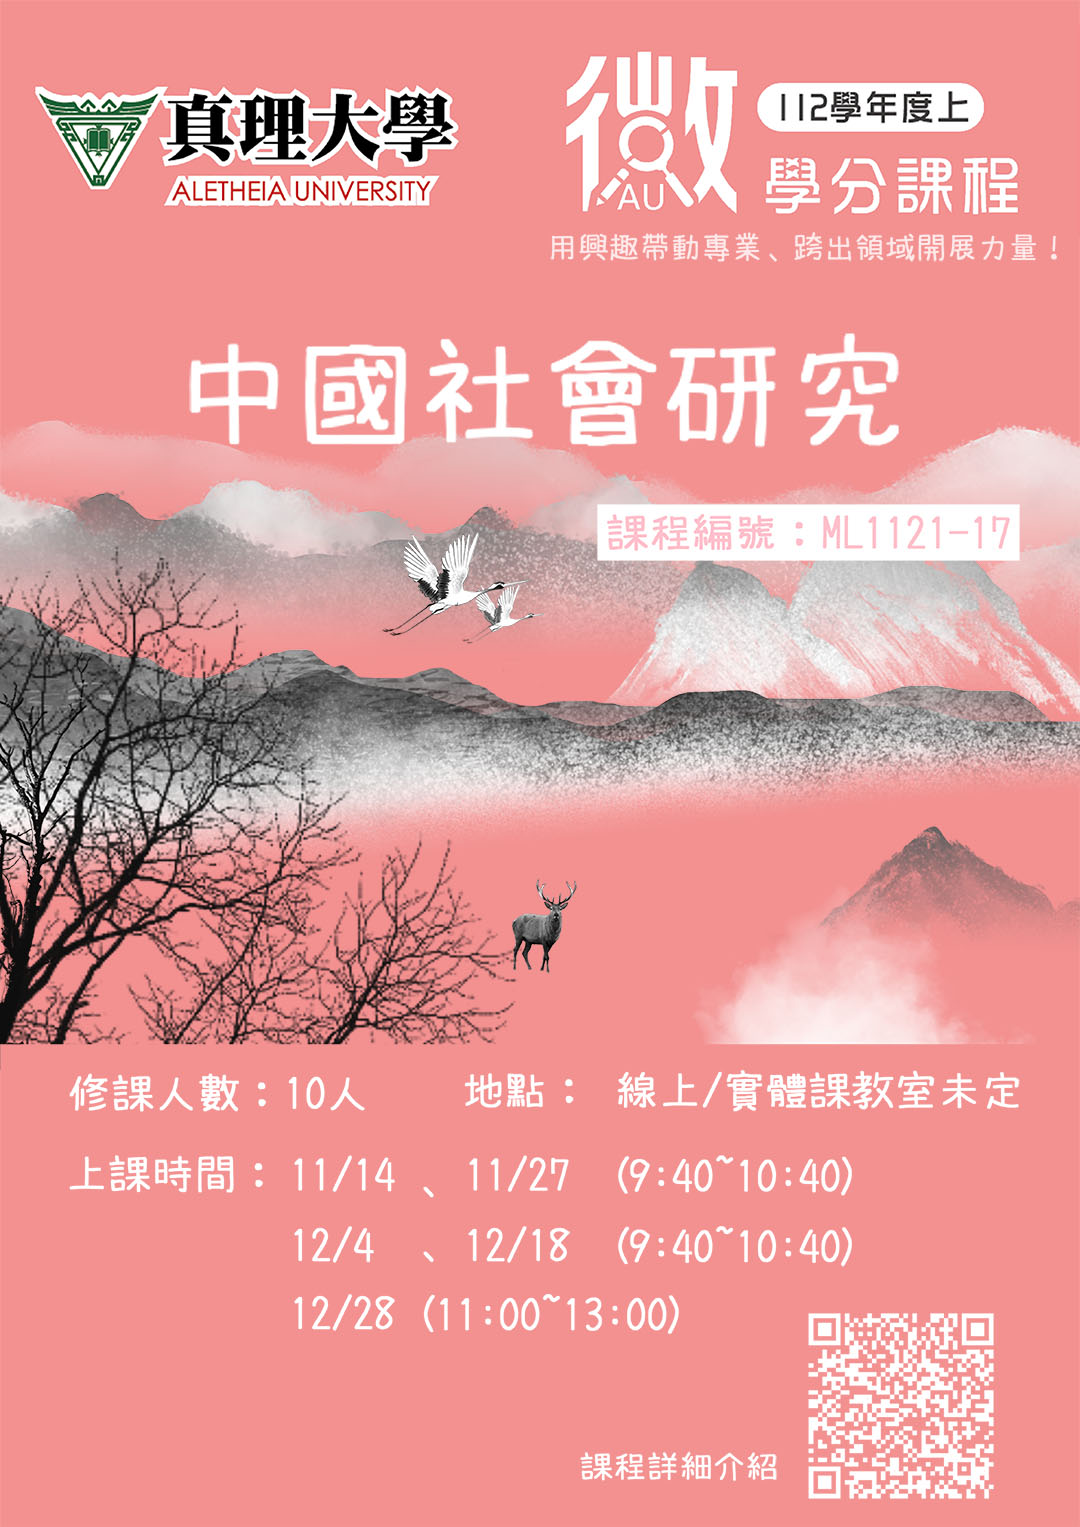 真理大學
ALETHEIA UNIVERSITY
微
AU
112學年度上
學分課程
用興趣帶動專業、跨出領域開展力量！
中國社會研究
課程編號：ML1121-17
修課人數：10人 地點： 線上/實體課教室未定
上課時間： 11/14 、11/27 (9:40~10:40)
12/4 、12/18 (9:40~10:40)
12/28 (11:00~13:00)
課程詳細介紹